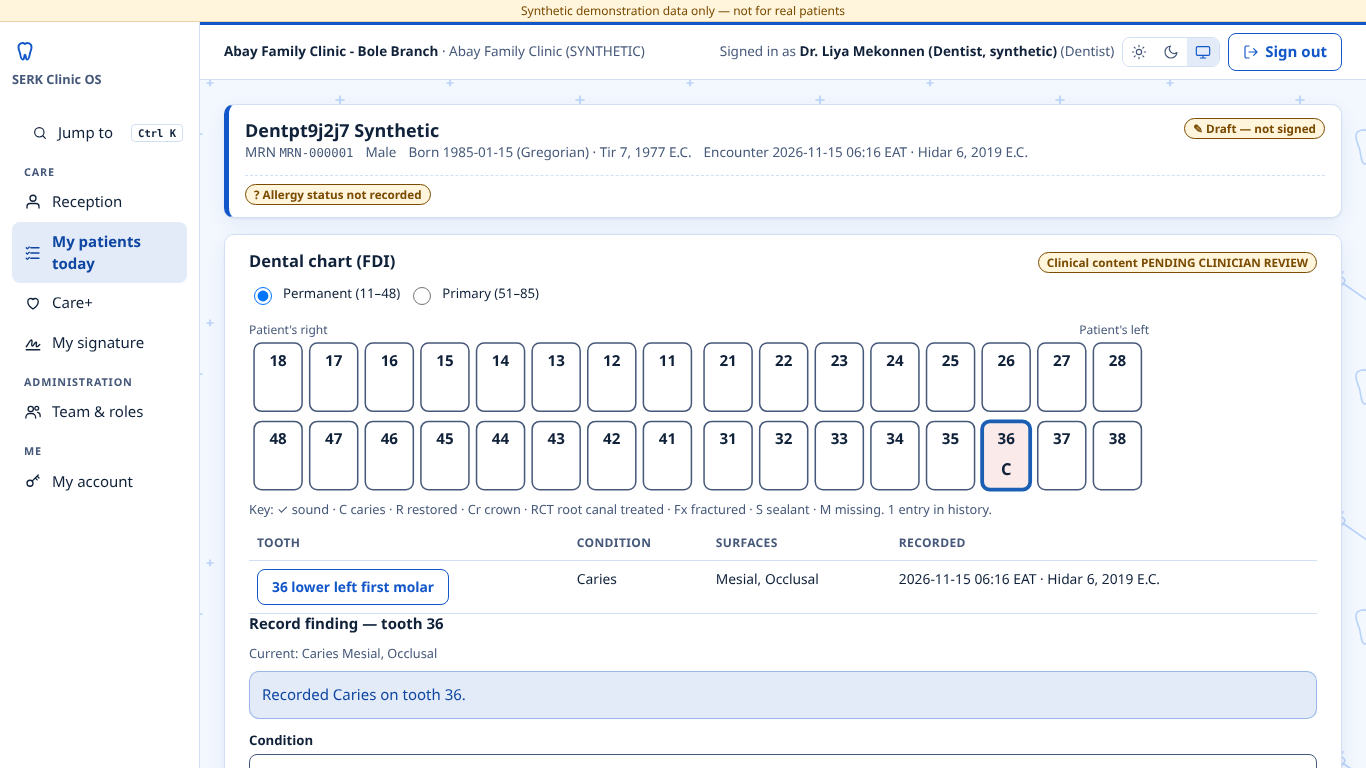 Synthetic demonstration data only — not for real patients
SERK Clinic OS
Abay Family Clinic - Bole Branch · Abay Family Clinic (SYNTHETIC)
Signed in as Dr. Liya Mekonnen (Dentist, synthetic) (Dentist)
Sign out
Jump to Ctrl K
CARE
Reception
My patients
today
Care+
My signature
ADMINISTRATION
Team & roles
ME
My account
Dentpt9j2j7 Synthetic
✎ Draft — not signed
MRN MRN-000001 Male Born 1985-01-15 (Gregorian) · Tir 7, 1977 E.C. Encounter 2026-11-15 06:16 EAT · Hidar 6, 2019 E.C.
? Allergy status not recorded
Dental chart (FDI)
Clinical content PENDING CLINICIAN REVIEW
Permanent (11–48) Primary (51–85)
Patient's right Patient's left
18 17 16 15 14 13 12 11 21 22 23 24 25 26 27 28
48 47 46 45 44 43 42 41 31 32 33 34 35 36 37 38
C
Key: ✓ sound · C caries · R restored · Cr crown · RCT root canal treated · Fx fractured · S sealant · M missing. 1 entry in history.
TOOTH CONDITION SURFACES RECORDED
36 lower left first molar Caries Mesial, Occlusal 2026-11-15 06:16 EAT · Hidar 6, 2019 E.C.
Record finding — tooth 36
Current: Caries Mesial, Occlusal
Recorded Caries on tooth 36.
Condition